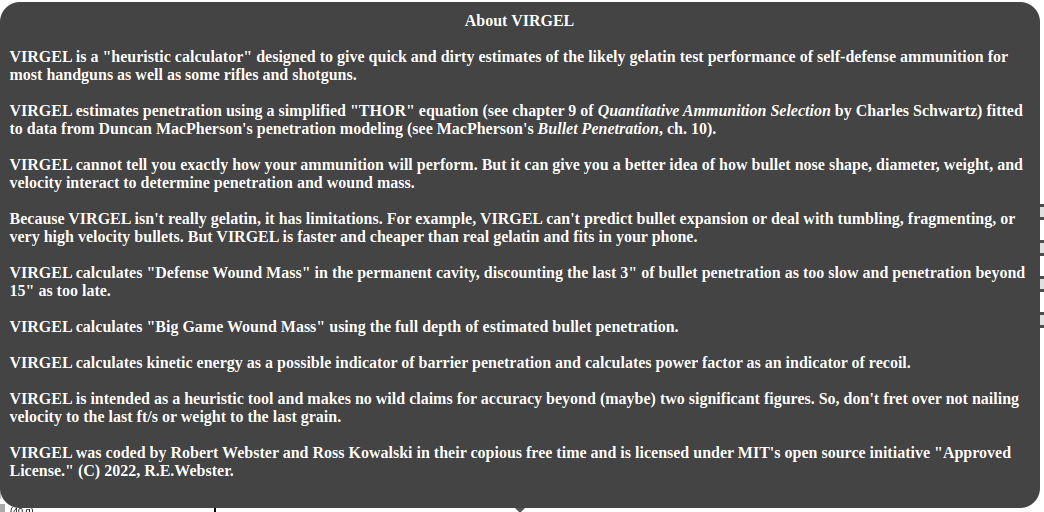 About VIRGEL
VIRGEL is a "heuristic calculator" designed to give quick and dirty estimates of the likely gelatin test performance of self-defense ammunition for
most handguns as well as some rifles and shotguns.
VIRGEL estimates penetration using a simplified "THOR" equation (see chapter 9 of Quantitative Ammunition Selection by Charles Schwartz) fitted
to data from Duncan MacPherson's penetration modeling (see MacPherson's Bullet Penetration, ch. 10).
VIRGEL cannot tell you exactly how your ammunition will perform. But it can give you a better idea of how bullet nose shape, diameter, weight, and
velocity interact to determine penetration and wound mass.
Because VIRGEL isn't really gelatin, it has limitations. For example, VIRGEL can't predict bullet expansion or deal with tumbling, fragmenting, or
very high velocity bullets. But VIRGEL is faster and cheaper than real gelatin and fits in your phone.
VIRGEL calculates "Defense Wound Mass" in the permanent cavity, discounting the last 3" of bullet penetration as too slow and penetration beyond
15" as too late.
VIRGEL calculates "Big Game Wound Mass" using the full depth of estimated bullet penetration.
VIRGEL calculates kinetic energy as a possible indicator of barrier penetration and calculates power factor as an indicator of recoil.
VIRGEL is intended as a heuristic tool and makes no wild claims for accuracy beyond (maybe) two significant figures. So, don't fret over not nailing
velocity to the last ft/s or weight to the last grain.
VIRGEL was coded by Robert Webster and Ross Kowalski in their copious free time and is licensed under MIT's open source initiative "Approved
License." (C) 2022, R.E.Webster.